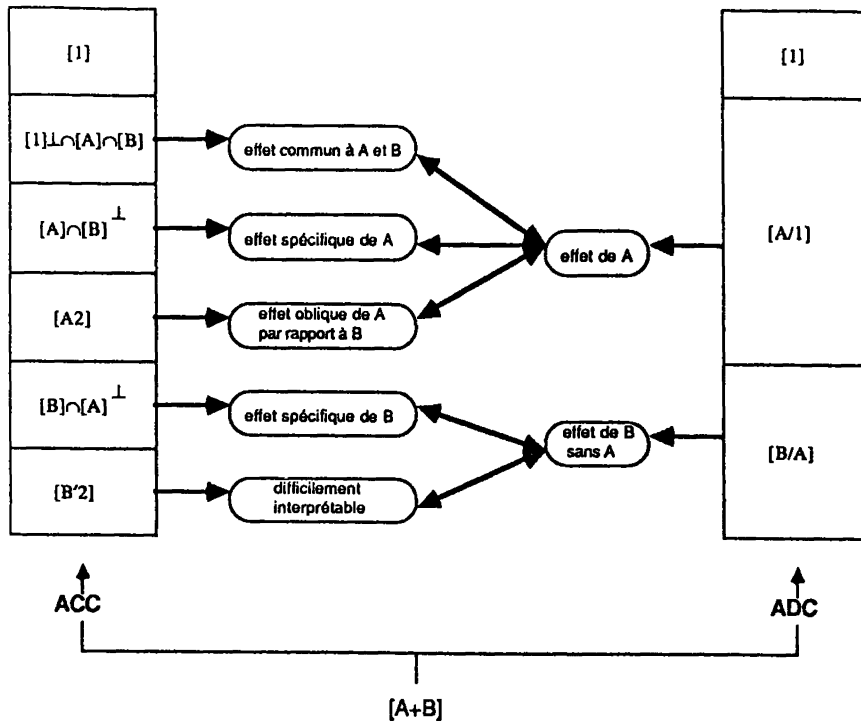 [1]
[1]⊥∩[A]∩[B]
[A]∩[B]⊥
[A2]
[B]∩[A]⊥
[B'2]
effet commun à A et B
effet spécifique de A
effet oblique de A
par rapport à B
effet spécifique de B
difficilement
interprétable
effet de A
effet de B
sans A
[1]
[A/1]
[B/A]
ACC
ADC
[A+B]